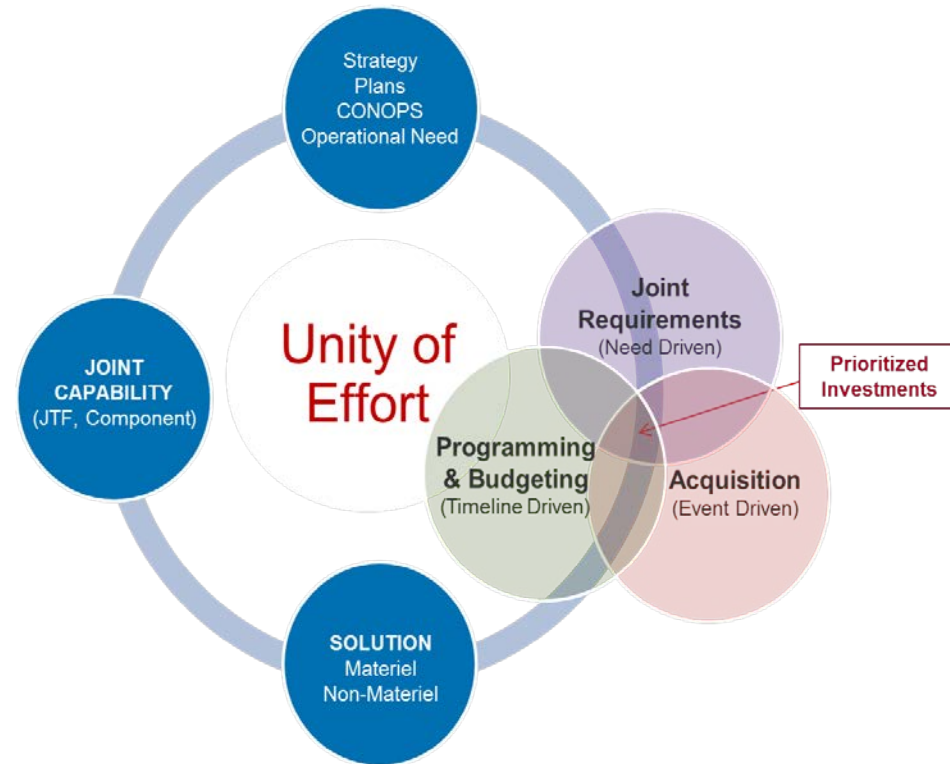 Strategy
Plans
CONOPS
Operational Need
Joint
Requirements
(Need Driven)
Prioritized
Investments
Unity of
Effort
JOINT
CAPABILITY
(JTF, Component)
Programming
& Budgeting
(Timeline Driven)
Acquisition
(Event Driven)
SOLUTION
Materiel
Non-Materiel